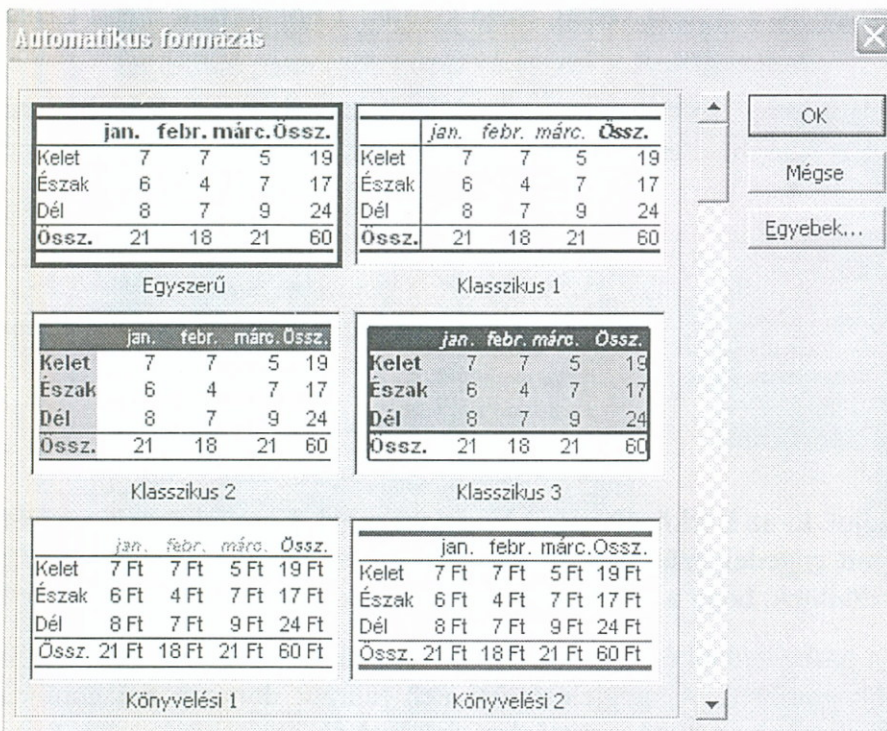 Automatikus formázás
jan. febr. márc. Össz.
Kelet 7 7 5 19
Észak 6 4 7 17
Dél 8 7 9 24
Össz. 21 18 21 60
Egyszerű
jan. febr. márc. Össz.
Kelet 7 7 5 19
Észak 6 4 7 17
Dél 8 7 9 24
Össz. 21 18 21 60
Klasszikus 1
jan. febr. márc. Össz.
Kelet 7 7 5 19
Észak 6 4 7 17
Dél 8 7 9 24
Össz. 21 18 21 60
Klasszikus 2
jan. febr. márc. Össz.
Kelet 7 7 5 19
Észak 6 4 7 17
Dél 8 7 9 24
Össz. 21 18 21 60
Klasszikus 3
jan. febr. márc. Össz.
Kelet 7 Ft 7 Ft 5 Ft 19 Ft
Észak 6 Ft 4 Ft 7 Ft 17 Ft
Dél 8 Ft 7 Ft 9 Ft 24 Ft
Össz. 21 Ft 18 Ft 21 Ft 60 Ft
Könyvelési 1
jan. febr. márc. Össz.
Kelet 7 Ft 7 Ft 5 Ft 19 Ft
Észak 6 Ft 4 Ft 7 Ft 17 Ft
Dél 8 Ft 7 Ft 9 Ft 24 Ft
Össz. 21 Ft 18 Ft 21 Ft 60 Ft
Könyvelési 2
OK
Mégse
Egyebek...